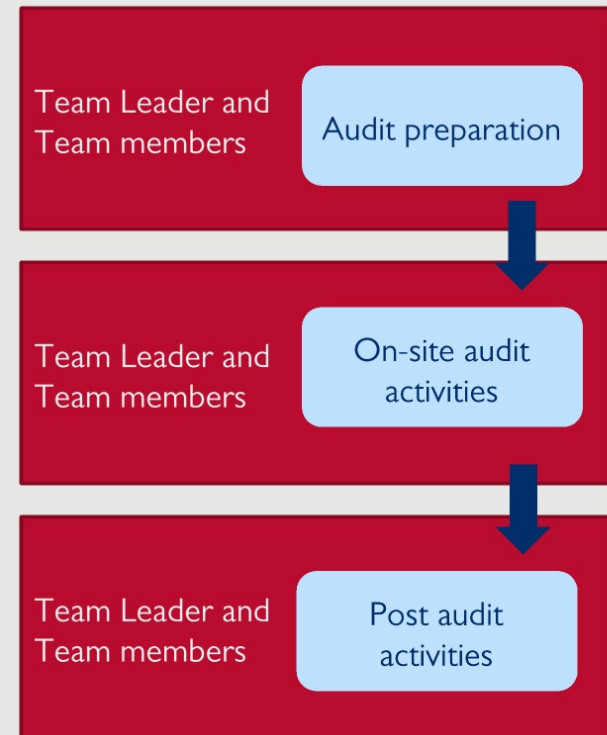 Team Leader and
Team members
Audit preparation
Team Leader and
Team members
On-site audit
activities
Team Leader and
Team members
Post audit
activities